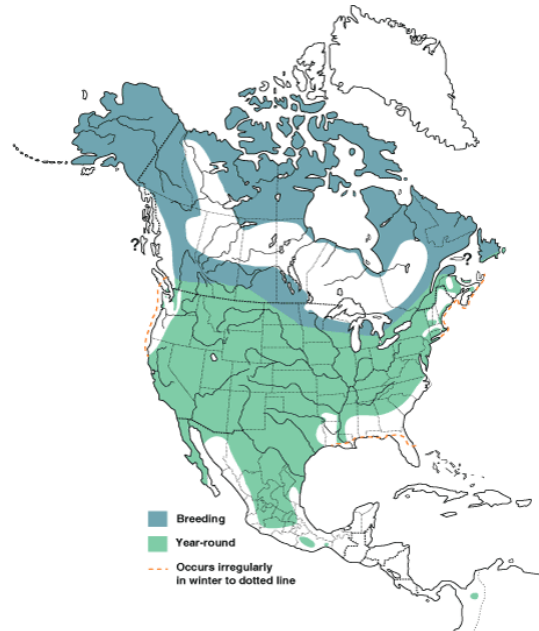 ?
?
Breeding
Year-round
Occurs irregularly
in winter to dotted line